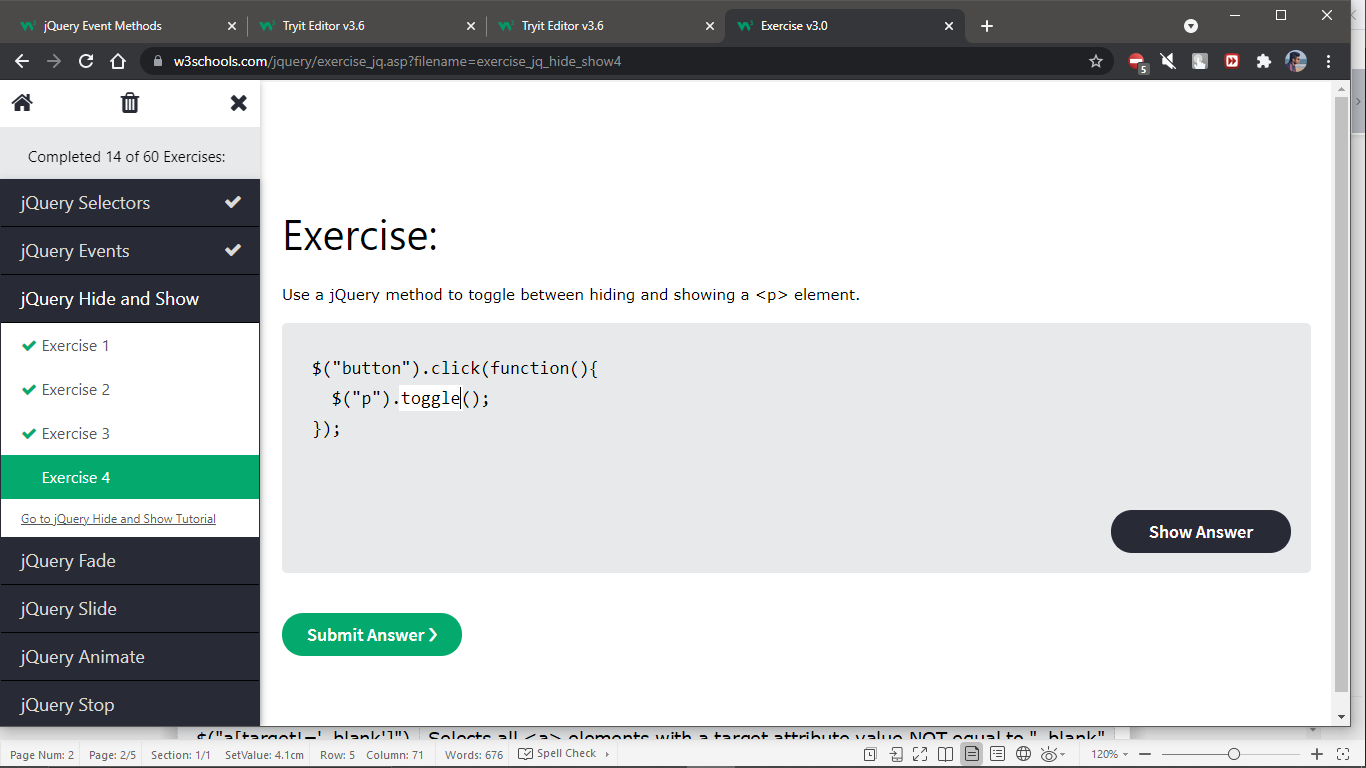 jQuery Event Methods
Tryit Editor v3.6
Tryit Editor v3.6
Exercise v3.0
w3schools.com/jquery/exercise_jq.asp?filename=exercise_jq_hide_show4
5
Completed 14 of 60 Exercises:
jQuery Selectors
jQuery Events
jQuery Hide and Show
Exercise 1
Exercise 2
Exercise 3
Exercise 4
Go to jQuery Hide and Show Tutorial
jQuery Fade
jQuery Slide
jQuery Animate
jQuery Stop
Exercise:
Use a jQuery method to toggle between hiding and showing a <p> element.
$("button").click(function(){
$("p").toggle();
});
Show Answer
Submit Answer ❯
$("a[target!='_blank']") Selects all <a> elements with a target attribute value NOT equal to "_blank"
Page Num: 2 Page: 2/5 Section: 1/1 SetValue: 4.1cm Row: 5 Column: 71 Words: 676 Spell Check 120%